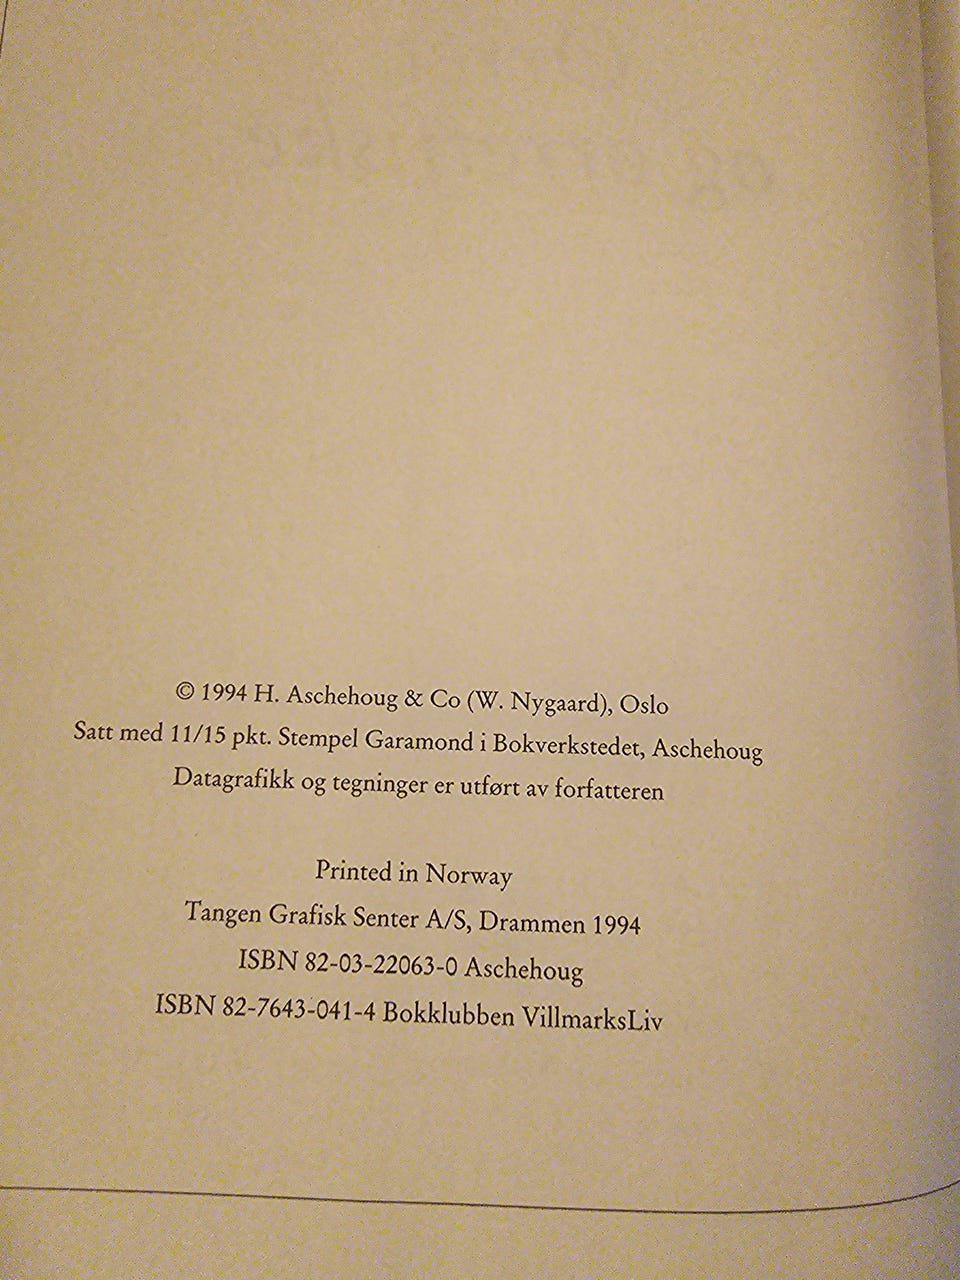 © 1994 H. Aschehoug & Co (W. Nygaard), Oslo
Satt med 11/15 pkt. Stempel Garamond i Bokverkstedet, Aschehoug
Datagrafikk og tegninger er utført av forfatteren
Printed in Norway
Tangen Grafisk Senter A/S, Drammen 1994
ISBN 82-03-22063-0 Aschehoug
ISBN 82-7643-041-4 Bokklubben VillmarksLiv